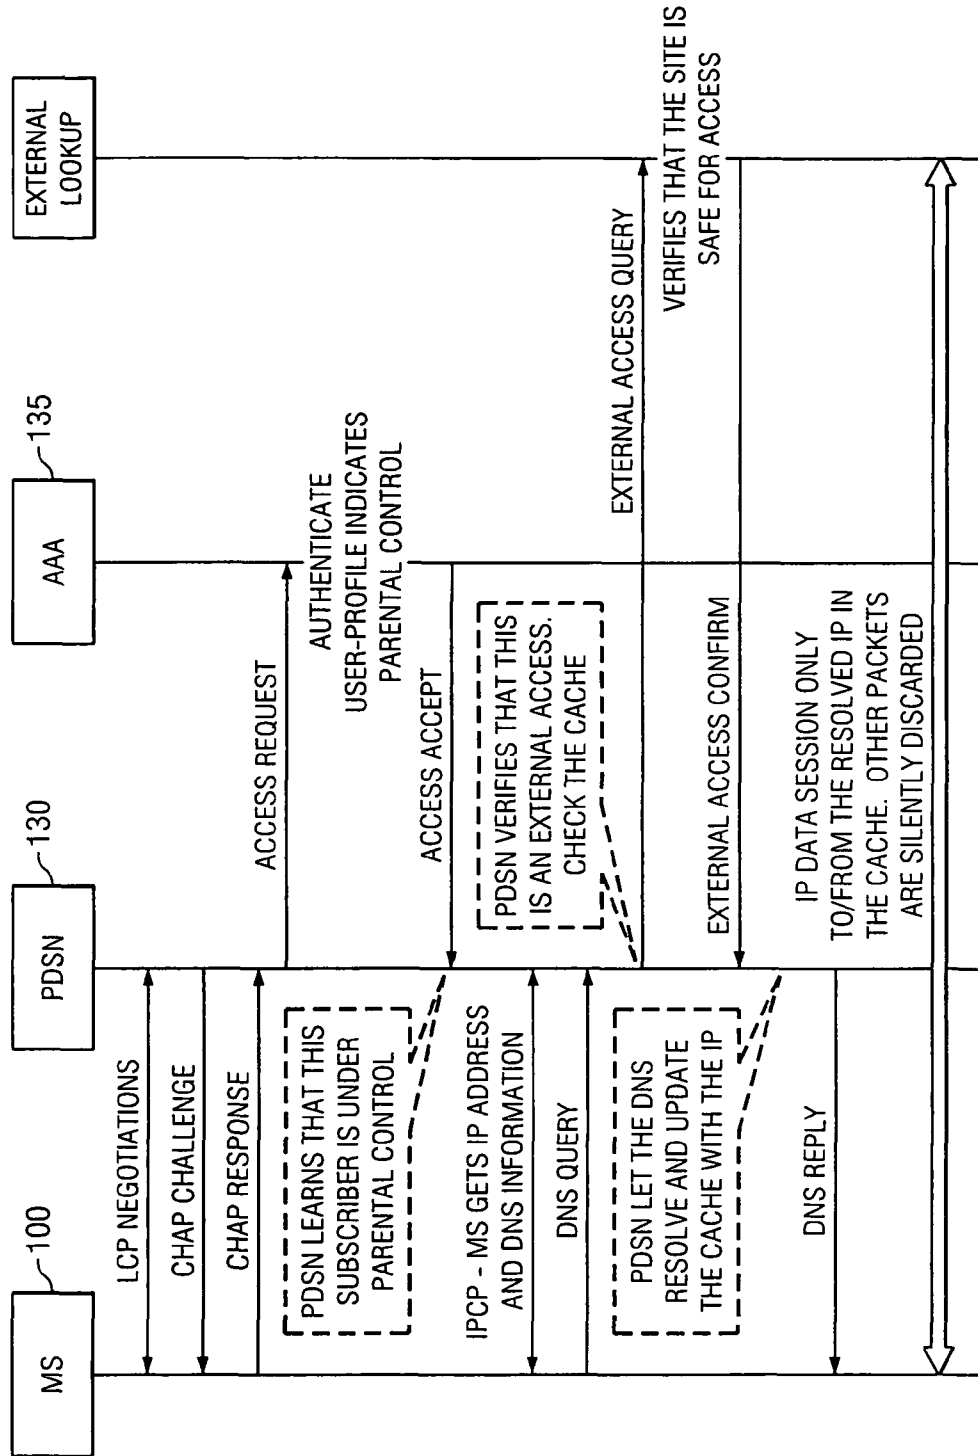 MS
100
PDSN
130
AAA
135
EXTERNAL
LOOKUP
LCP NEGOTIATIONS
CHAP CHALLENGE
CHAP RESPONSE
ACCESS REQUEST
AUTHENTICATE
USER-PROFILE INDICATES
PARENTAL CONTROL
ACCESS ACCEPT
PDSN LEARNS THAT THIS
SUBSCRIBER IS UNDER
PARENTAL CONTROL
IPCP - MS GETS IP ADDRESS
AND DNS INFORMATION
DNS QUERY
PDSN VERIFIES THAT THIS
IS AN EXTERNAL ACCESS.
CHECK THE CACHE
EXTERNAL ACCESS QUERY
VERIFIES THAT THE SITE IS
SAFE FOR ACCESS
EXTERNAL ACCESS CONFIRM
PDSN LET THE DNS
RESOLVE AND UPDATE
THE CACHE WITH THE IP
DNS REPLY
IP DATA SESSION ONLY
TO/FROM THE RESOLVED IP IN
THE CACHE. OTHER PACKETS
ARE SILENTLY DISCARDED